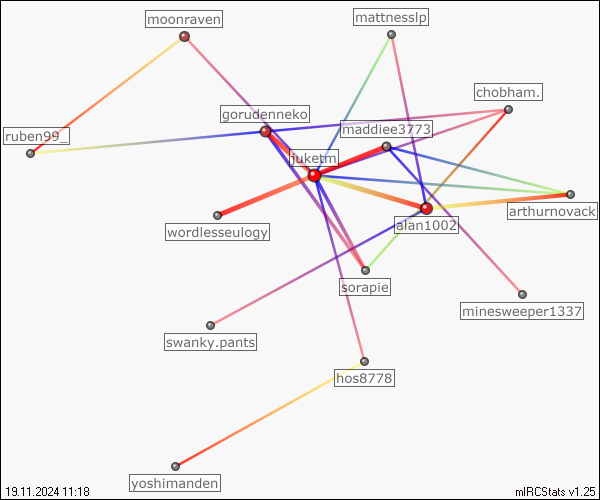 moonraven
mattnesslp
chobham.
gorudenneko
maddiee3773
ruben99_
juketm
arthurnovack
alan1002
wordlesseulogy
sorapie
minesweeper1337
swanky.pants
hos8778
yoshimanden
19.11.2024 11:18
mIRCStats v1.25